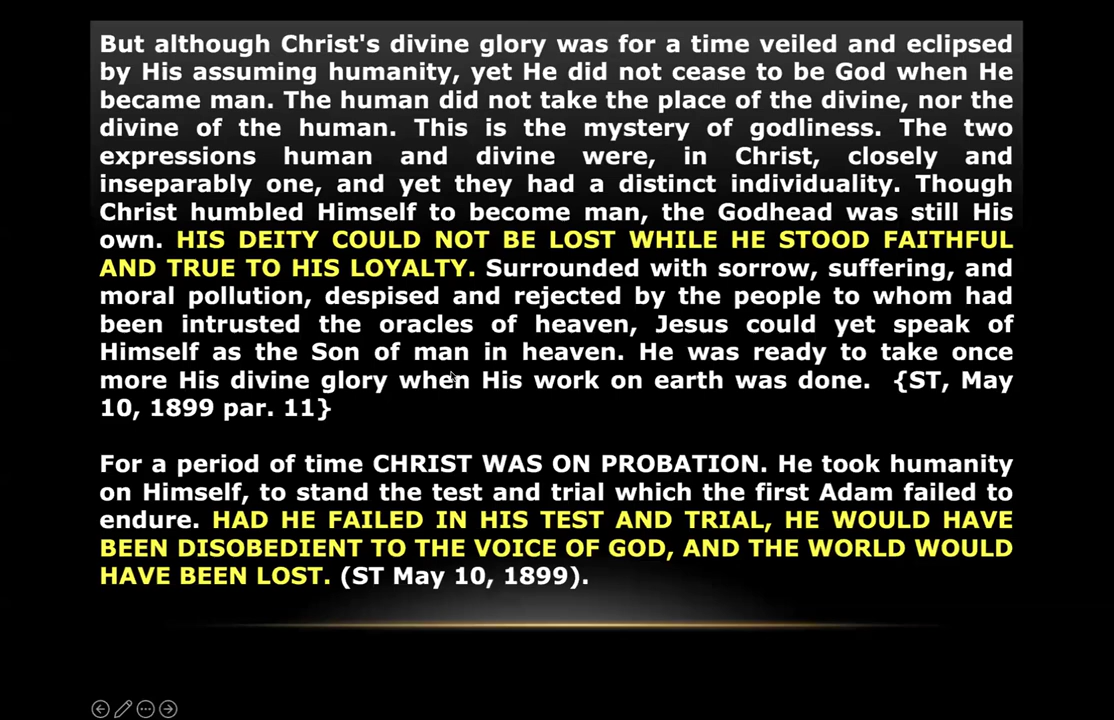 But although Christ's divine glory was for a time veiled and eclipsed
by His assuming humanity, yet He did not cease to be God when He
became man. The human did not take the place of the divine, nor the
divine of the human. This is the mystery of godliness. The two
expressions human and divine were, in Christ, closely and
inseparably one, and yet they had a distinct individuality. Though
Christ humbled Himself to become man, the Godhead was still His
own. HIS DEITY COULD NOT BE LOST WHILE HE STOOD FAITHFUL
AND TRUE TO HIS LOYALTY. Surrounded with sorrow, suffering, and
moral pollution, despised and rejected by the people to whom had
been intrusted the oracles of heaven, Jesus could yet speak of
Himself as the Son of man in heaven. He was ready to take once
more His divine glory when His work on earth was done. {ST, May
10, 1899 par. 11}
For a period of time CHRIST WAS ON PROBATION. He took humanity
on Himself, to stand the test and trial which the first Adam failed to
endure. HAD HE FAILED IN HIS TEST AND TRIAL, HE WOULD HAVE
BEEN DISOBEDIENT TO THE VOICE OF GOD, AND THE WORLD WOULD
HAVE BEEN LOST. (ST May 10, 1899).